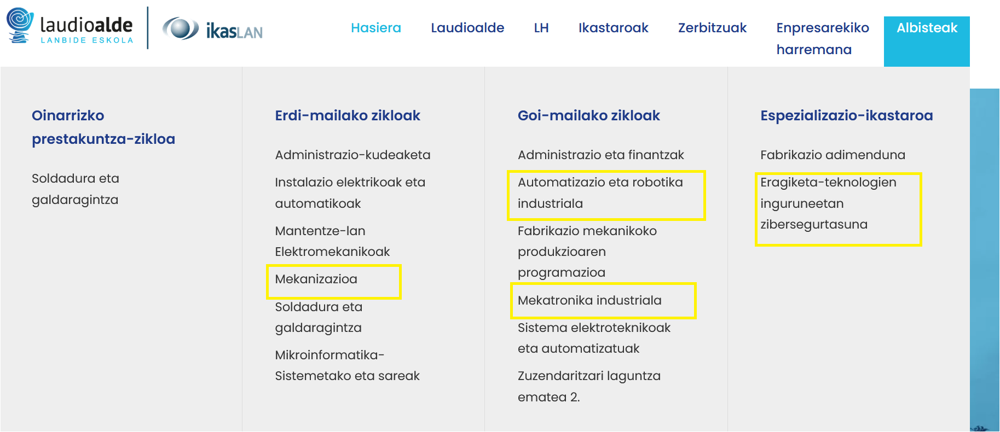 laudioalde
LANBIDE ESKOLA
ikasLAN
Hasiera
Laudioalde
LH
Ikastaroak
Zerbitzuak
Enpresarekiko
harremana
Albisteak
Oinarrizko
prestakuntza-zikloa
Soldadura eta
galdaragintza
Erdi-mailako zikloak
Administrazio-kudeaketa
Instalazio elektrikoak eta
automatikoak
Mantentze-lan
Elektromekanikoak
Mekanizazioa
Soldadura eta
galdaragintza
Mikroinformatika-
Sistemetako eta sareak
Goi-mailako zikloak
Administrazio eta finantzak
Automatizazio eta robotika
industriala
Fabrikazio mekanikoko
produkzioaren
programazioa
Mekatronika industriala
Sistema elektroteknikoak
eta automatizatuak
Zuzendaritzari laguntza
ematea 2.
Espezializazio-ikastaroa
Fabrikazio adimenduna
Eragiketa-teknologien
inguruneetan
zibersegurtasuna